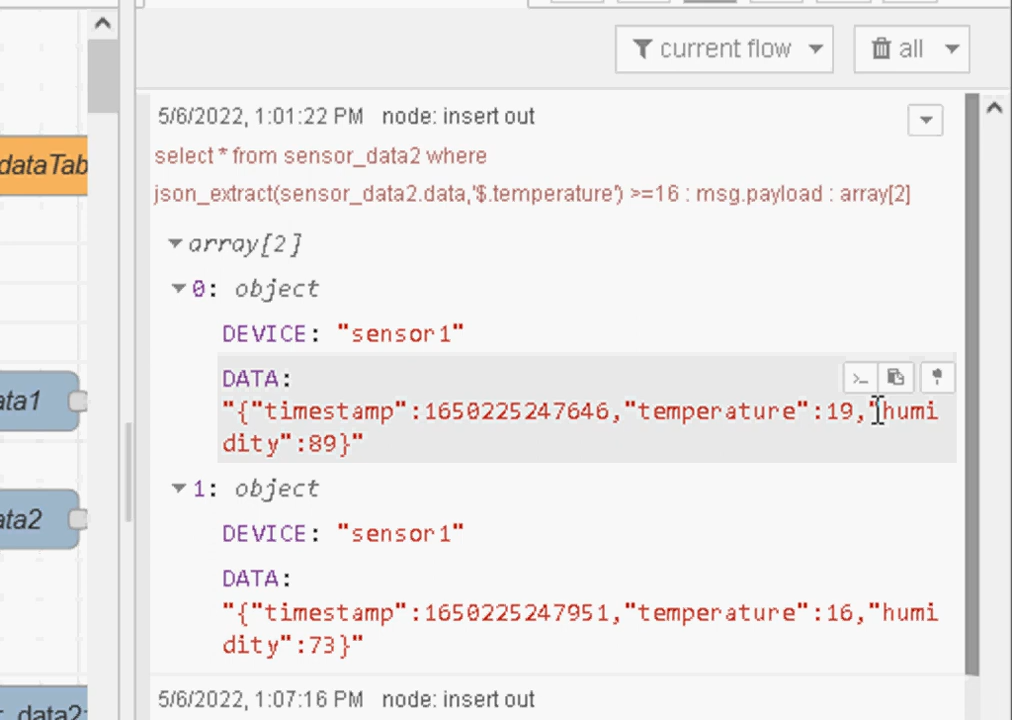 current flow
all
5/6/2022, 1:01:22 PM node: insert out
dataTab
select * from sensor_data2 where
json_extract(sensor_data2.data,'$.temperature') >=16 : msg.payload : array[2]
array[2]
0: object
DEVICE: "sensor1"
DATA:
ata1
"{"timestamp":1650225247646,"temperature":19,"humi
dity":89}"
1: object
ata2
DEVICE: "sensor1"
DATA:
"{"timestamp":1650225247951,"temperature":16,"humi
dity":73}"
5/6/2022, 1:07:16 PM node: insert out
_data2: